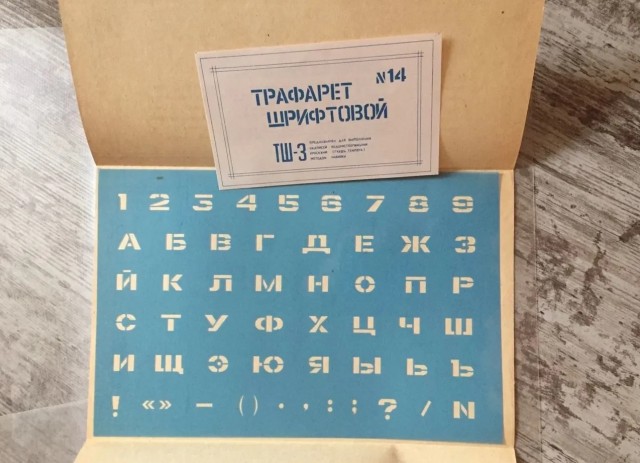 №14
ТРАФАРЕТ
ШРИФТОВОЙ
ТШ-3
1 2 3 4 5 6 7 8 9
А Б В Г Д Е Ж З
Й К Л М Н О П Р
С Т У Ф Х Ц Ч Ш
И Щ Э Ю Я Ы Ь Ъ
! «» – ( ) . , : ; ? / N